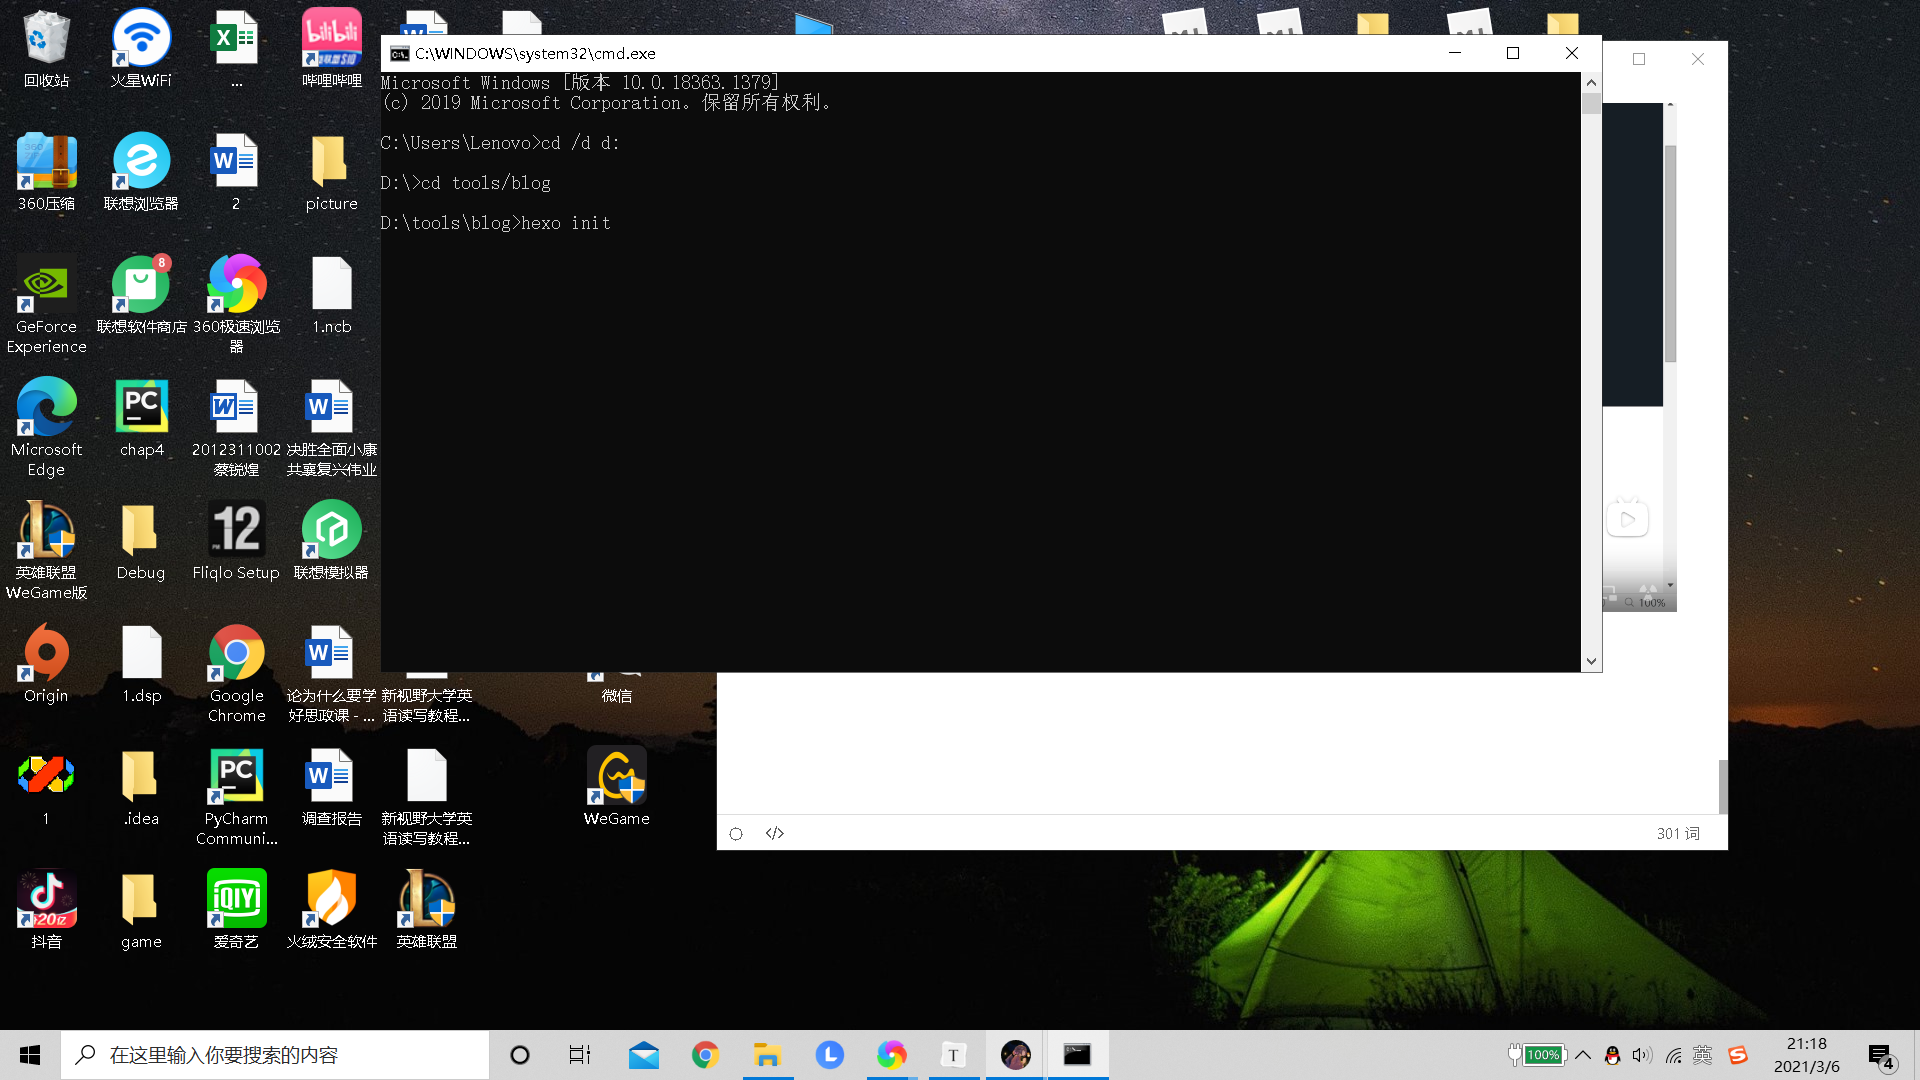 C:\WINDOWS\system32\cmd.exe
Microsoft Windows [版本 10.0.18363.1379]
(c) 2019 Microsoft Corporation。保留所有权利。
C:\Users\Lenovo>cd /d d:
D:\>cd tools/blog
D:\tools\blog>hexo init
回收站
火星WiFi
...
哔哩哔哩
360压缩
联想浏览器
2
picture
GeForce
Experience
联想软件商店
8
360极速浏览
器
1.ncb
Microsoft
Edge
chap4
2012311002
蔡锐煌
决胜全面小康
共襄复兴伟业
英雄联盟
WeGame版
Debug
12
Fliqlo Setup
联想模拟器
Origin
1.dsp
Google
Chrome
论为什么要学
好思政课 - ...
新视野大学英
语读写教程...
微信
1
.idea
PyCharm
Communi...
调查报告
新视野大学英
语读写教程...
WeGame
抖音
game
爱奇艺
火绒安全软件
英雄联盟
100%
</>
301 词
在这里输入你要搜索的内容
100%
英
21:18
2021/3/6
4